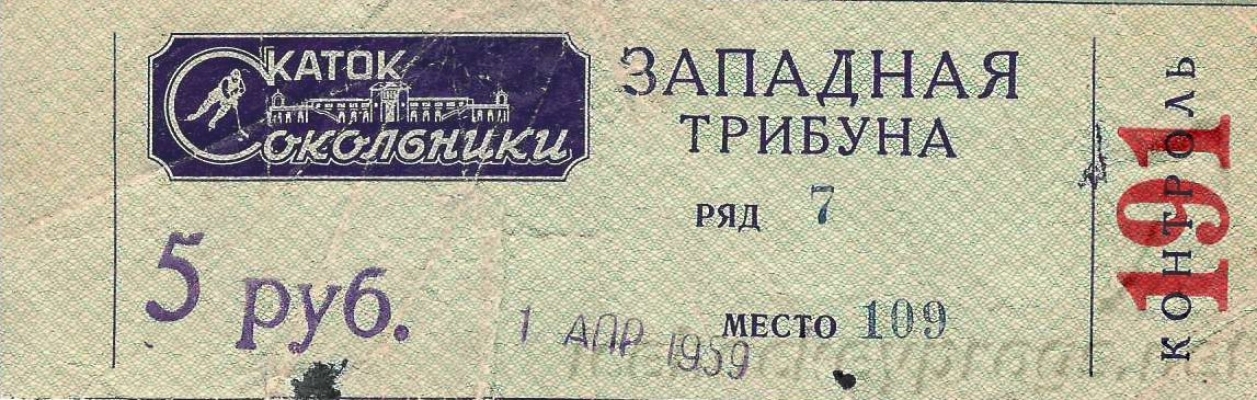 КАТОК
СОКОЛЬНИКИ
ЗАПАДНАЯ
ТРИБУНА
РЯД 7
5 руб.
МЕСТО 109
1 АПР 1959
КОНТРОЛЬ
191